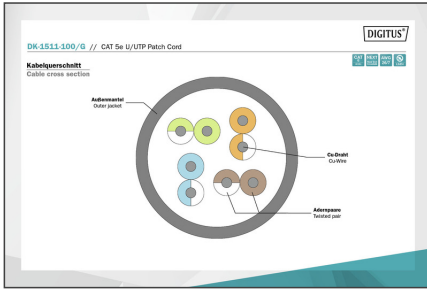 DIGITUS®
DK-1511-100/G // CAT 5e U/UTP Patch Cord
Kabelquerschnitt
Cable cross section
Außenmantel
Outer jacket
Cu-Draht
Cu-Wire
Aderspaare
Twisted pair